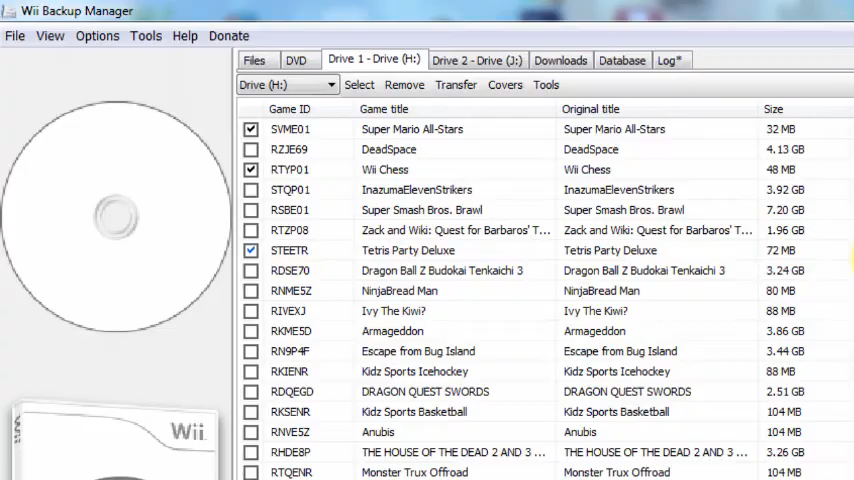 Wii Backup Manager
File View Options Tools Help Donate
Files DVD Drive 1 - Drive (H:) Drive 2 - Drive (J:) Downloads Database Log*
Drive (H:) Select Remove Transfer Covers Tools
Game ID Game title Original title Size
SVME01 Super Mario All-Stars Super Mario All-Stars 32 MB
RZJE69 DeadSpace DeadSpace 4.13 GB
RTYP01 Wii Chess Wii Chess 48 MB
STQP01 InazumaElevenStrikers InazumaElevenStrikers 3.92 GB
RSBE01 Super Smash Bros. Brawl Super Smash Bros. Brawl 7.20 GB
RTZP08 Zack and Wiki: Quest for Barbaros' T... Zack and Wiki: Quest for Barbaros' T... 1.96 GB
STEETR Tetris Party Deluxe Tetris Party Deluxe 72 MB
RDSE70 Dragon Ball Z Budokai Tenkaichi 3 Dragon Ball Z Budokai Tenkaichi 3 3.24 GB
RNME5Z NinjaBread Man NinjaBread Man 80 MB
RIVEXJ Ivy The Kiwi? Ivy The Kiwi? 88 MB
RKME5D Armageddon Armageddon 3.86 GB
RN9P4F Escape from Bug Island Escape from Bug Island 3.44 GB
RKIENR Kidz Sports Icehockey Kidz Sports Icehockey 88 MB
RDQEGD DRAGON QUEST SWORDS DRAGON QUEST SWORDS 2.51 GB
RKSENR Kidz Sports Basketball Kidz Sports Basketball 104 MB
RNVE5Z Anubis Anubis 104 MB
RHDE8P THE HOUSE OF THE DEAD 2 AND 3 ... THE HOUSE OF THE DEAD 2 AND 3 ... 3.26 GB
RTQENR Monster Trux Offroad Monster Trux Offroad 104 MB
Wii
Wii